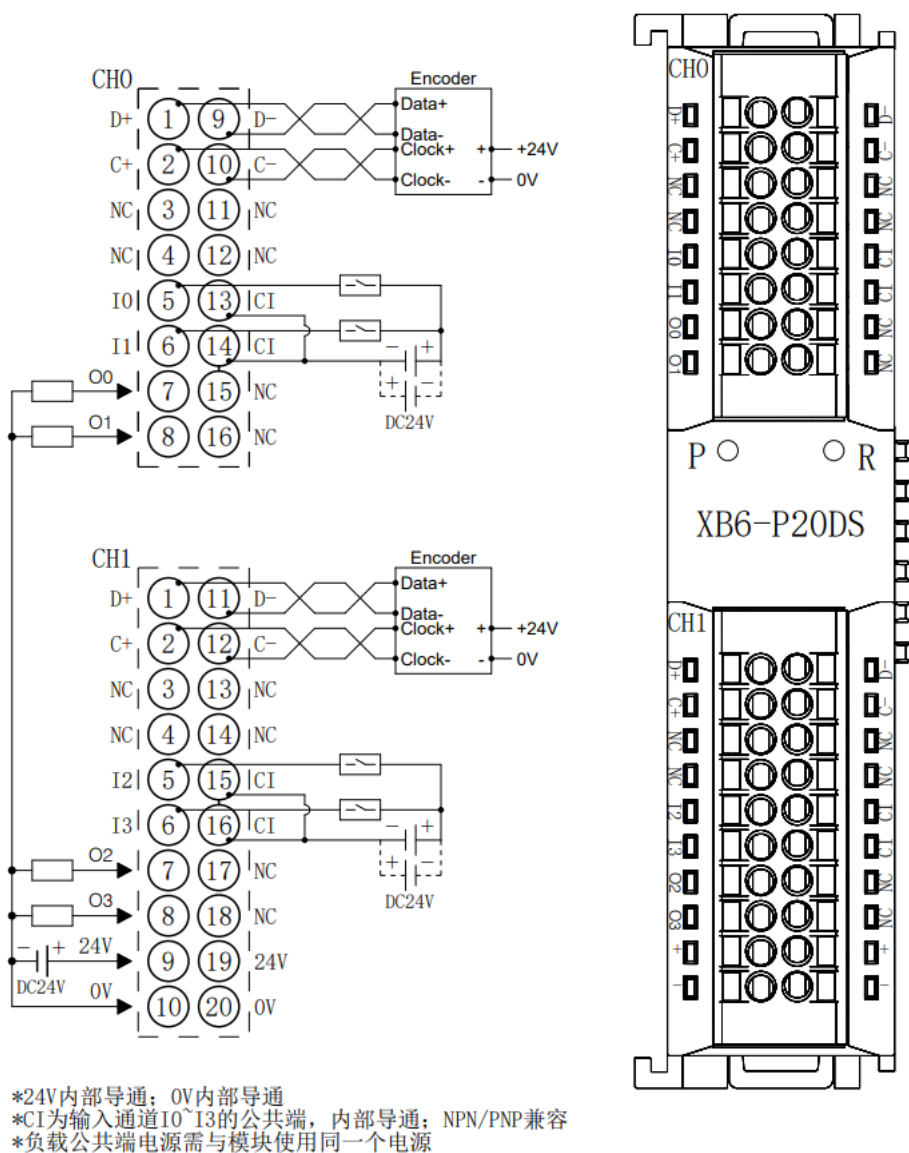 CH0
Encoder
D+ 1 9 D- Data+
Data-
C+ 2 10 C- Clock+ + +24V
Clock- - 0V
NC 3 11 NC
NC 4 12 NC
I0 5 13 CI
I1 6 14 CI - +
O0 7 15 NC + -
DC24V
O1 8 16 NC
CH1
Encoder
D+ 1 11 D- Data+
Data-
C+ 2 12 C- Clock+ + +24V
Clock- - 0V
NC 3 13 NC
NC 4 14 NC
I2 5 15 CI
I3 6 16 CI - +
O2 7 17 NC + -
DC24V
O3 8 18 NC
- + 24V 9 19 24V
DC24V
0V 10 20 0V
*24V内部导通；0V内部导通
*CI为输入通道I0~I3的公共端，内部导通；NPN/PNP兼容
*负载公共端电源需与模块使用同一个电源
CH0
D+ D-
C+ C-
NC NC
NC NC
I0 CI
I1 CI
O0 NC
O1 NC
P R
XB6-P20DS
CH1
D+ D-
C+ C-
NC NC
NC NC
I2 CI
I3 CI
O2 NC
O3 NC
+ +
- -